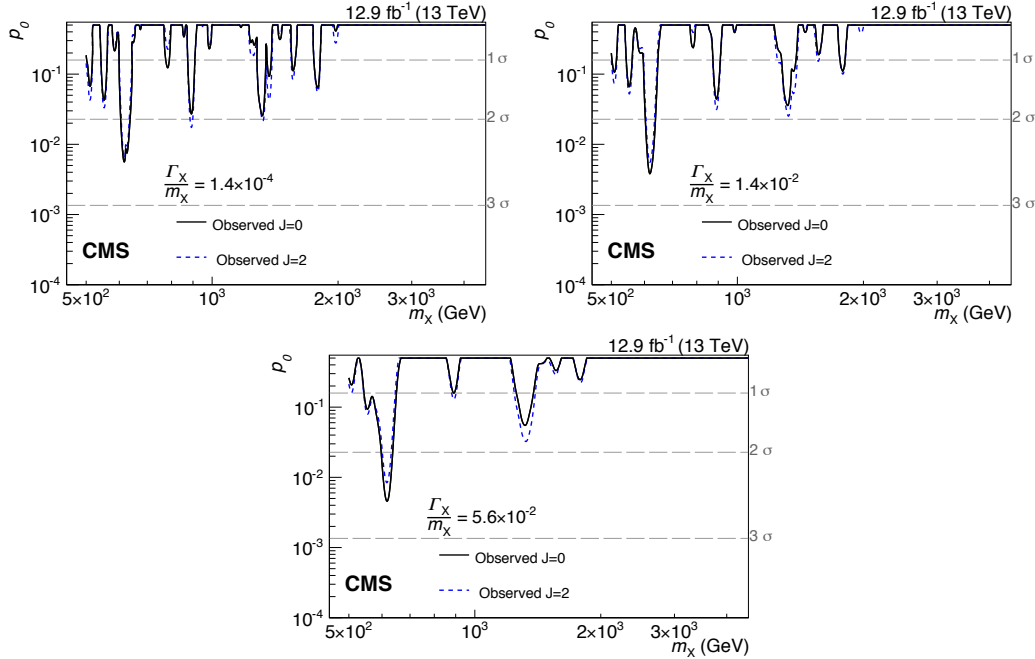 12.9 fb⁻¹ (13 TeV)
p₀
10⁻¹
1 σ
2 σ
10⁻²
Γ_X / m_X = 1.4×10⁻⁴
10⁻³
3 σ
Observed J=0
CMS
Observed J=2
10⁻⁴
5×10² 10³ 2×10³ 3×10³
m_X (GeV)
12.9 fb⁻¹ (13 TeV)
p₀
10⁻¹
1 σ
2 σ
10⁻²
Γ_X / m_X = 1.4×10⁻²
10⁻³
3 σ
Observed J=0
CMS
Observed J=2
10⁻⁴
5×10² 10³ 2×10³ 3×10³
m_X (GeV)
12.9 fb⁻¹ (13 TeV)
p₀
1 σ
10⁻¹
2 σ
10⁻²
Γ_X / m_X = 5.6×10⁻²
3 σ
10⁻³
Observed J=0
CMS
Observed J=2
10⁻⁴
5×10² 10³ 2×10³ 3×10³
m_X (GeV)